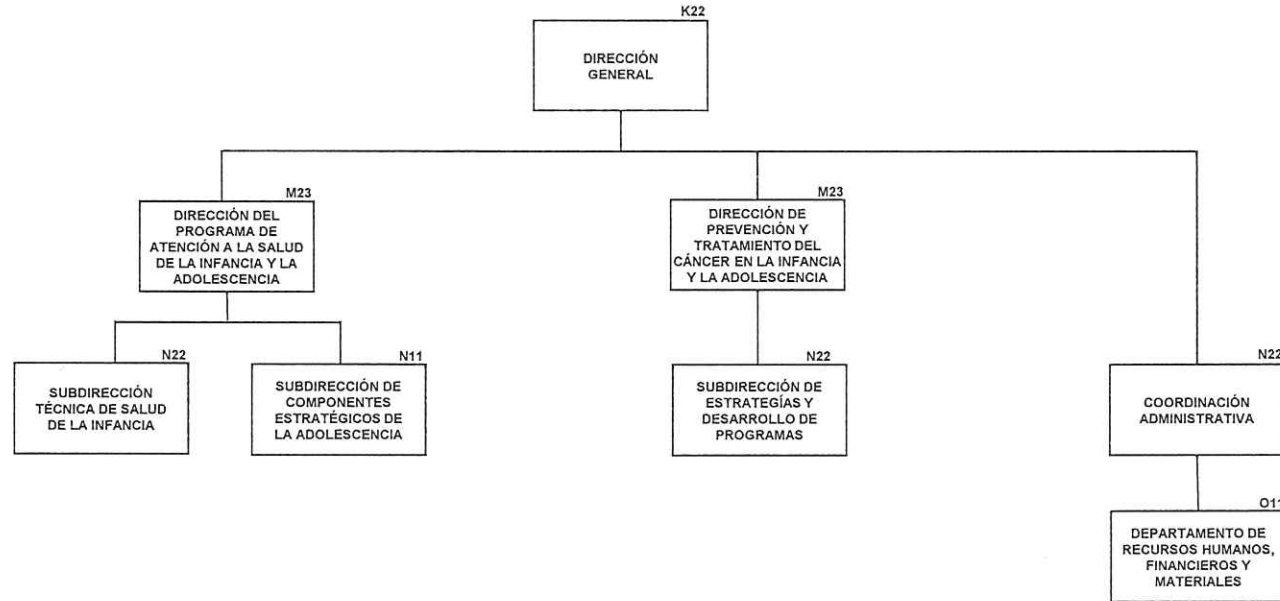 K22
DIRECCIÓN
GENERAL
M23
DIRECCIÓN DEL
PROGRAMA DE
ATENCIÓN A LA SALUD
DE LA INFANCIA Y LA
ADOLESCENCIA
M23
DIRECCIÓN DE
PREVENCIÓN Y
TRATAMIENTO DEL
CÁNCER EN LA INFANCIA
Y LA ADOLESCENCIA
N22
SUBDIRECCIÓN
TÉCNICA DE SALUD
DE LA INFANCIA
N11
SUBDIRECCIÓN DE
COMPONENTES
ESTRATÉGICOS DE
LA ADOLESCENCIA
N22
SUBDIRECCIÓN DE
ESTRATEGÍAS Y
DESARROLLO DE
PROGRAMAS
N22
COORDINACIÓN
ADMINISTRATIVA
O11
DEPARTAMENTO DE
RECURSOS HUMANOS,
FINANCIEROS Y
MATERIALES